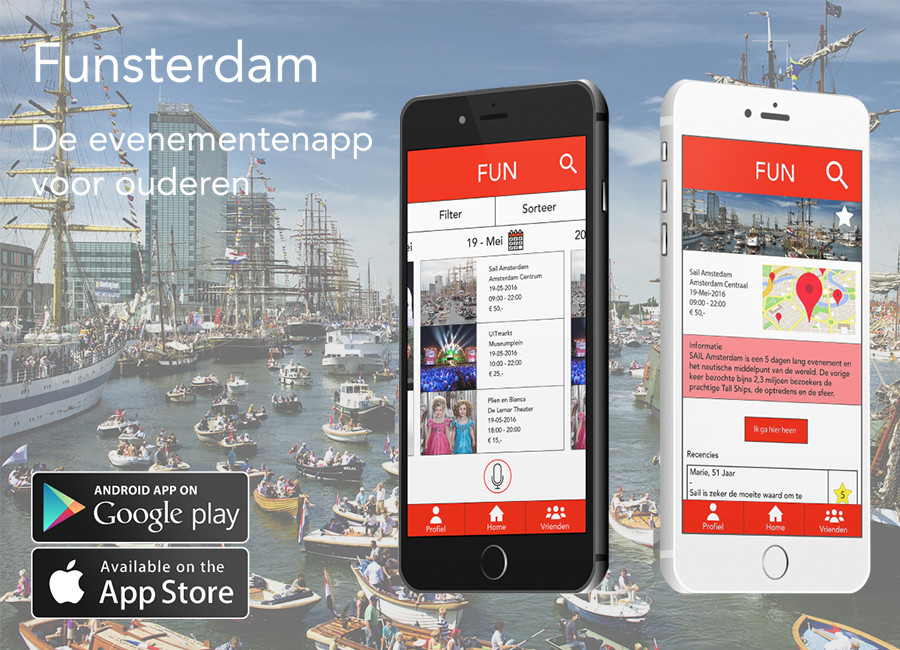 Funsterdam
De evenementenapp
voor ouderen
ANDROID APP ON
Google play
Available on the
App Store
FUN
Filter
Sorteer
ei
19 - Mei
20
Sail Amsterdam
Amsterdam Centrum
19-05-2016
09:00 - 22:00
€ 50,-
UITmarkt
Museumplein
19-05-2016
10:00 - 22:00
€ 25,-
Plien en Bianca
De Lemar Theater
19-05-2016
18:00 - 20:00
€ 15,-
Profiel
Home
Vrienden
FUN
Sail Amstedam
Amsterdam Centraal
19-Mei-2016
09:00 - 22:00
€ 50,-
Informatie
SAIL Amsterdam is een 5 dagen lang evenement en
het nautische middelpunt van de wereld. De vorige
keer bezochte bijna 2,3 miljoen bezoekers de
prachtige Tall Ships, de optredens en de sfeer.
Ik ga hier heen
Recencies
Marie, 51 Jaar
-
Sail is zeker de moeite waard om te
5
Profiel
Home
Vrienden